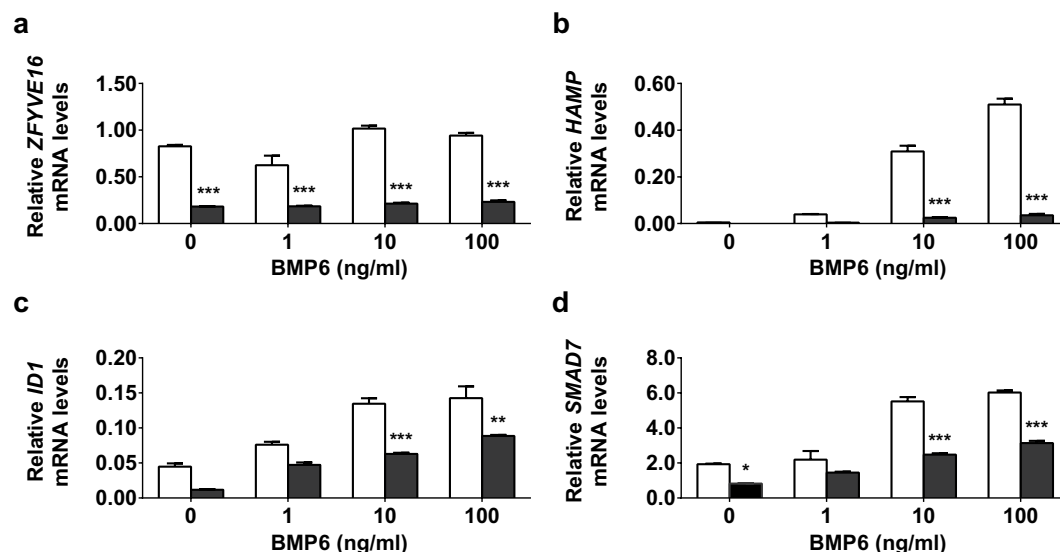 a
Relative ZFYVE16
mRNA levels
1.50
1.00
0.50
0.00
***
***
***
***
0
1
10
100
BMP6 (ng/ml)
b
Relative HAMP
mRNA levels
0.60
0.40
0.20
0.00
***
***
0
1
10
100
BMP6 (ng/ml)
c
Relative ID1
mRNA levels
0.20
0.15
0.10
0.05
0.00
***
**
0
1
10
100
BMP6 (ng/ml)
d
Relative SMAD7
mRNA levels
8.0
6.0
4.0
2.0
0.0
*
***
***
0
1
10
100
BMP6 (ng/ml)